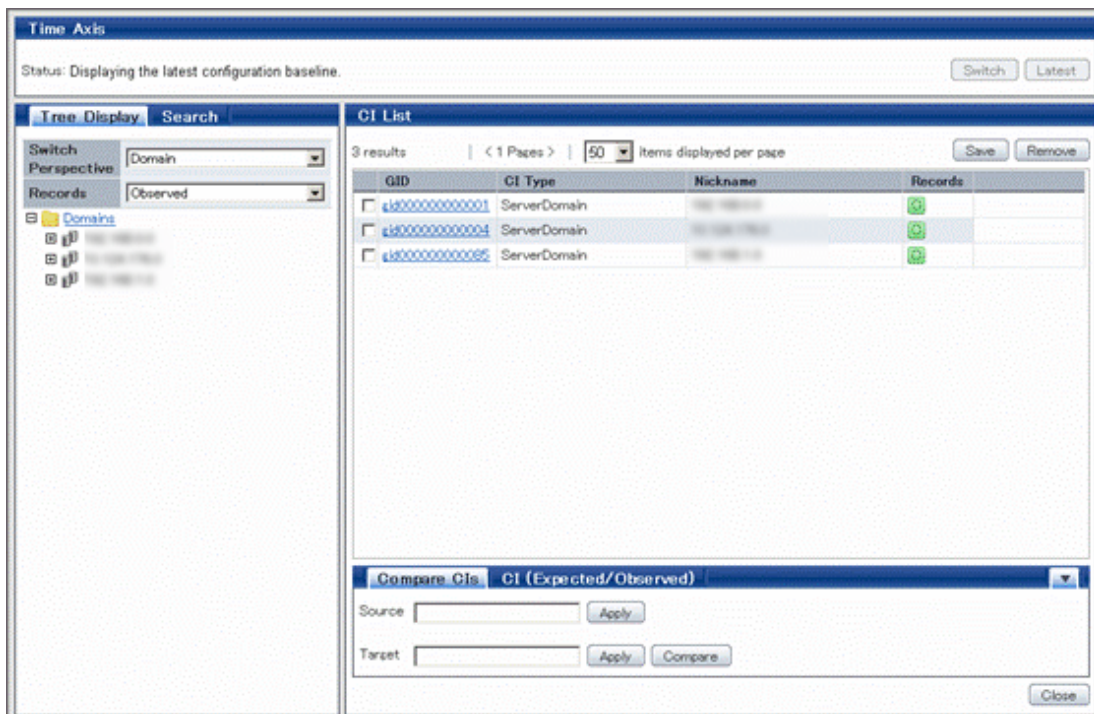 Time Axis
Status: Displaying the latest configuration baseline.
Switch Latest
Tree Display Search
Switch Perspective Domain
Records Observed
Domains
CI List
3 results | < 1 Pages > | 50 Items displayed per page Save Remove
GID CI Type Nickname Records
gid000000000001 ServerDomain
gid000000000004 ServerDomain
gid000000000085 ServerDomain
Compare CIs CI (Expected/Observed)
Source Apply
Target Apply Compare
Close